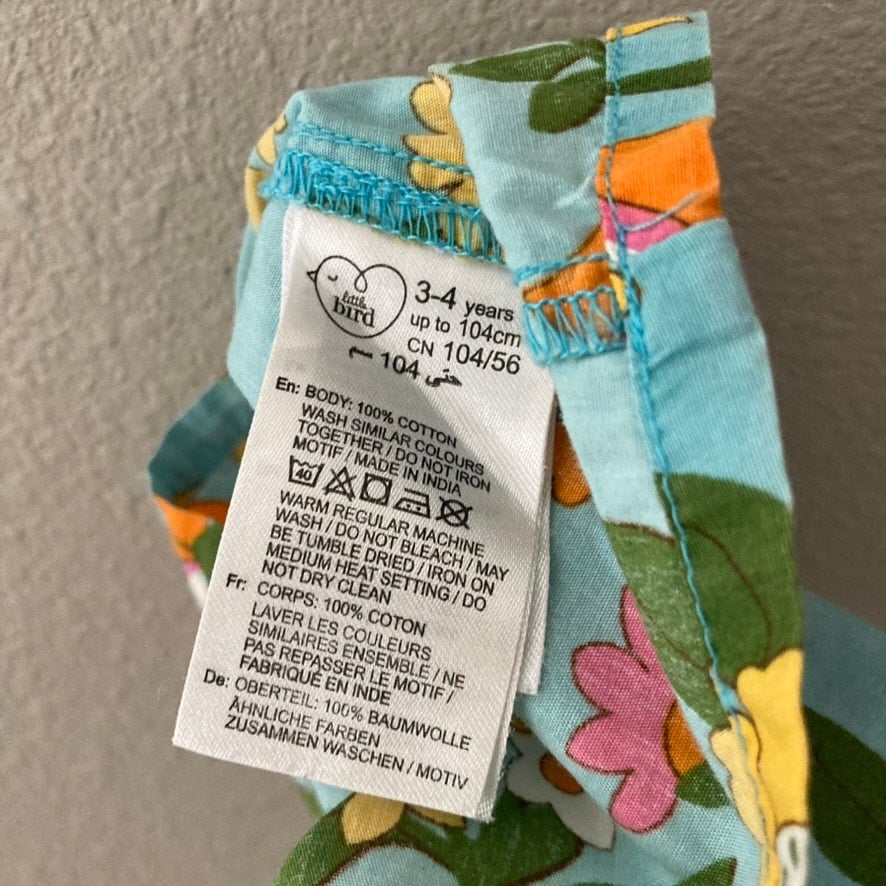 little
bird
3-4 years
up to 104cm
CN 104/56
حتى 104
En: BODY: 100% COTTON
WASH SIMILAR COLOURS
TOGETHER / DO NOT IRON
MOTIF / MADE IN INDIA
40
WARM REGULAR MACHINE
WASH / DO NOT BLEACH / MAY
BE TUMBLE DRIED / IRON ON
MEDIUM HEAT SETTING / DO
NOT DRY CLEAN
Fr: CORPS: 100% COTON
LAVER LES COULEURS
SIMILAIRES ENSEMBLE / NE
PAS REPASSER LE MOTIF /
FABRIQUÉ EN INDE
De: OBERTEIL: 100% BAUMWOLLE
ÄHNLICHE FARBEN
ZUSAMMEN WASCHEN / MOTIV